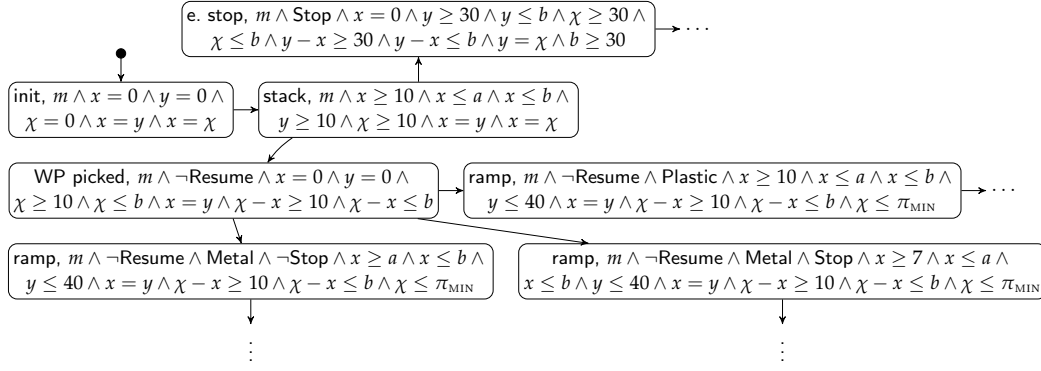 e. stop, m ∧ Stop ∧ x = 0 ∧ y ≥ 30 ∧ y ≤ b ∧ χ ≥ 30 ∧
χ ≤ b ∧ y − x ≥ 30 ∧ y − x ≤ b ∧ y = χ ∧ b ≥ 30
···
init, m ∧ x = 0 ∧ y = 0 ∧
χ = 0 ∧ x = y ∧ x = χ
stack, m ∧ x ≥ 10 ∧ x ≤ a ∧ x ≤ b ∧
y ≥ 10 ∧ χ ≥ 10 ∧ x = y ∧ x = χ
WP picked, m ∧ ¬Resume ∧ x = 0 ∧ y = 0 ∧
χ ≥ 10 ∧ χ ≤ b ∧ x = y ∧ χ − x ≥ 10 ∧ χ − x ≤ b
ramp, m ∧ ¬Resume ∧ Plastic ∧ x ≥ 10 ∧ x ≤ a ∧ x ≤ b ∧
y ≤ 40 ∧ x = y ∧ χ − x ≥ 10 ∧ χ − x ≤ b ∧ χ ≤ π_MIN
···
ramp, m ∧ ¬Resume ∧ Metal ∧ ¬Stop ∧ x ≥ a ∧ x ≤ b ∧
y ≤ 40 ∧ x = y ∧ χ − x ≥ 10 ∧ χ − x ≤ b ∧ χ ≤ π_MIN
⋮
ramp, m ∧ ¬Resume ∧ Metal ∧ Stop ∧ x ≥ 7 ∧ x ≤ a ∧
x ≤ b ∧ y ≤ 40 ∧ x = y ∧ χ − x ≥ 10 ∧ χ − x ≤ b ∧ χ ≤ π_MIN
⋮